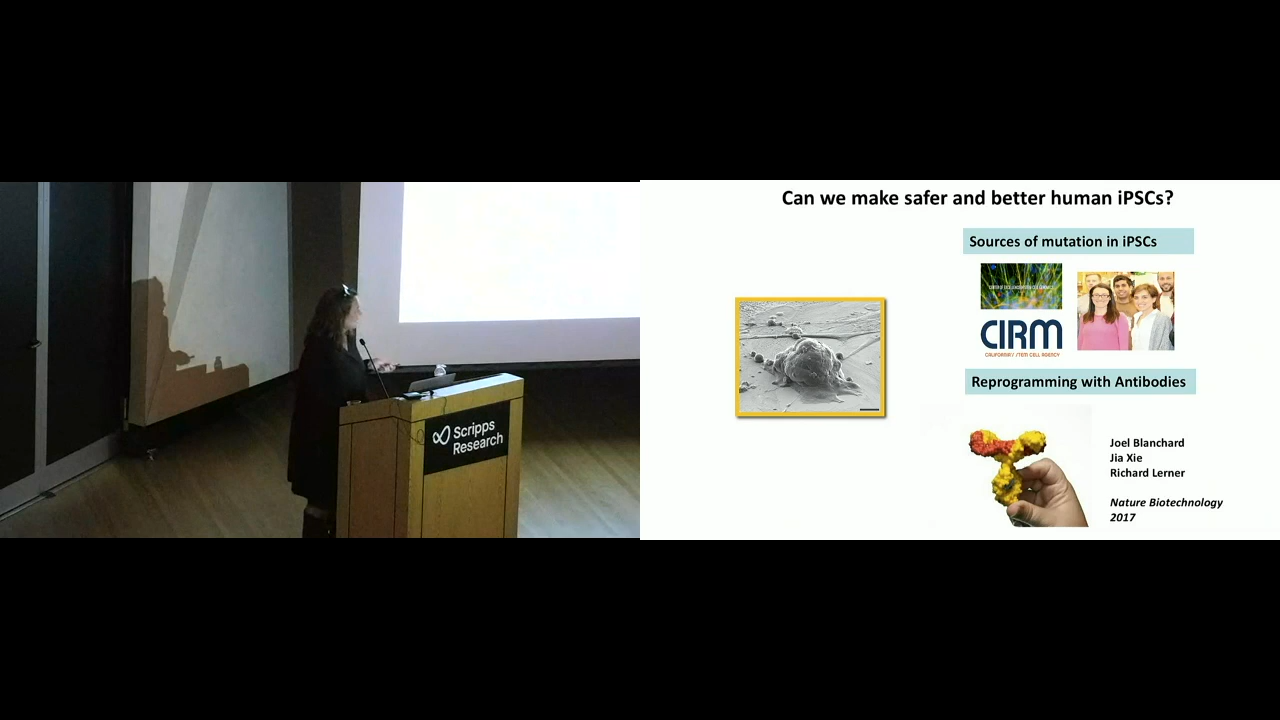 Scripps
Research
Can we make safer and better human iPSCs?
Sources of mutation in iPSCs
CIRM
CALIFORNIA'S STEM CELL AGENCY
Reprogramming with Antibodies
Joel Blanchard
Jia Xie
Richard Lerner
Nature Biotechnology
2017